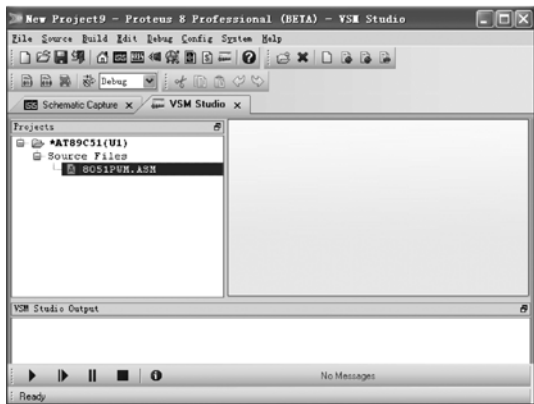 New Project9 - Proteus 8 Professional (BETA) - VSM Studio
File Source Build Edit Debug Config System Help
Debug
Schematic Capture VSM Studio
Projects
*AT89C51(U1)
Source Files
8051PWM.ASM
VSM Studio Output
No Messages
Ready